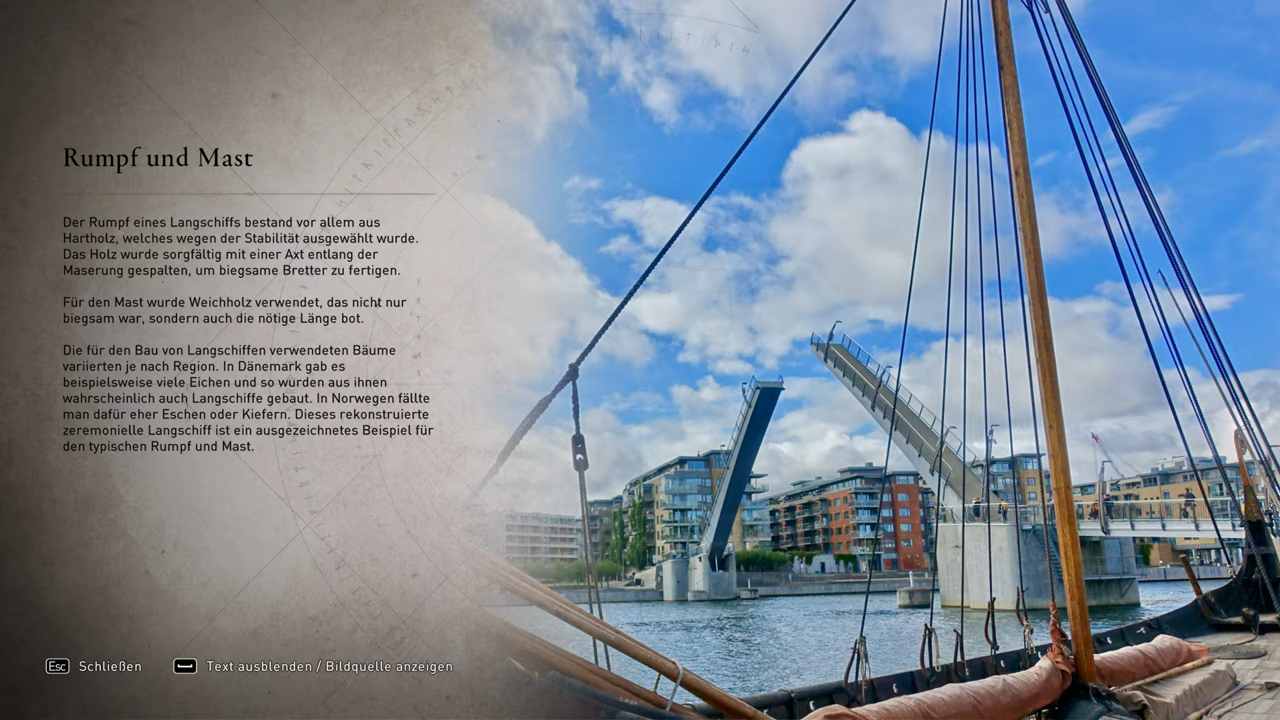 Rumpf und Mast
Der Rumpf eines Langschiffs bestand vor allem aus
Hartholz, welches wegen der Stabilität ausgewählt wurde.
Das Holz wurde sorgfältig mit einer Axt entlang der
Maserung gespalten, um biegsame Bretter zu fertigen.
Für den Mast wurde Weichholz verwendet, das nicht nur
biegsam war, sondern auch die nötige Länge bot.
Die für den Bau von Langschiffen verwendeten Bäume
variierten je nach Region. In Dänemark gab es
beispielsweise viele Eichen und so wurden aus ihnen
wahrscheinlich auch Langschiffe gebaut. In Norwegen fällte
man dafür eher Eschen oder Kiefern. Dieses rekonstruierte
zeremonielle Langschiff ist ein ausgezeichnetes Beispiel für
den typischen Rumpf und Mast.
Esc Schließen Text ausblenden / Bildquelle anzeigen